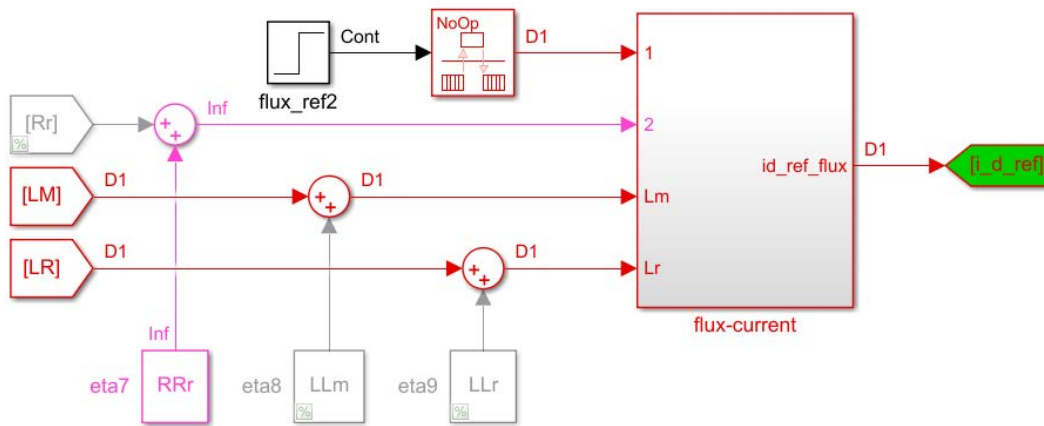 NoOp
Cont
D1
1
flux_ref2
[Rr]
%
Inf
+
+
2
D1
id_ref_flux
[i_d_ref]
[LM]
D1
+
+
D1
Lm
[LR]
D1
+
+
D1
Lr
flux-current
Inf
eta7
RRr
eta8
LLm
%
eta9
LLr
%